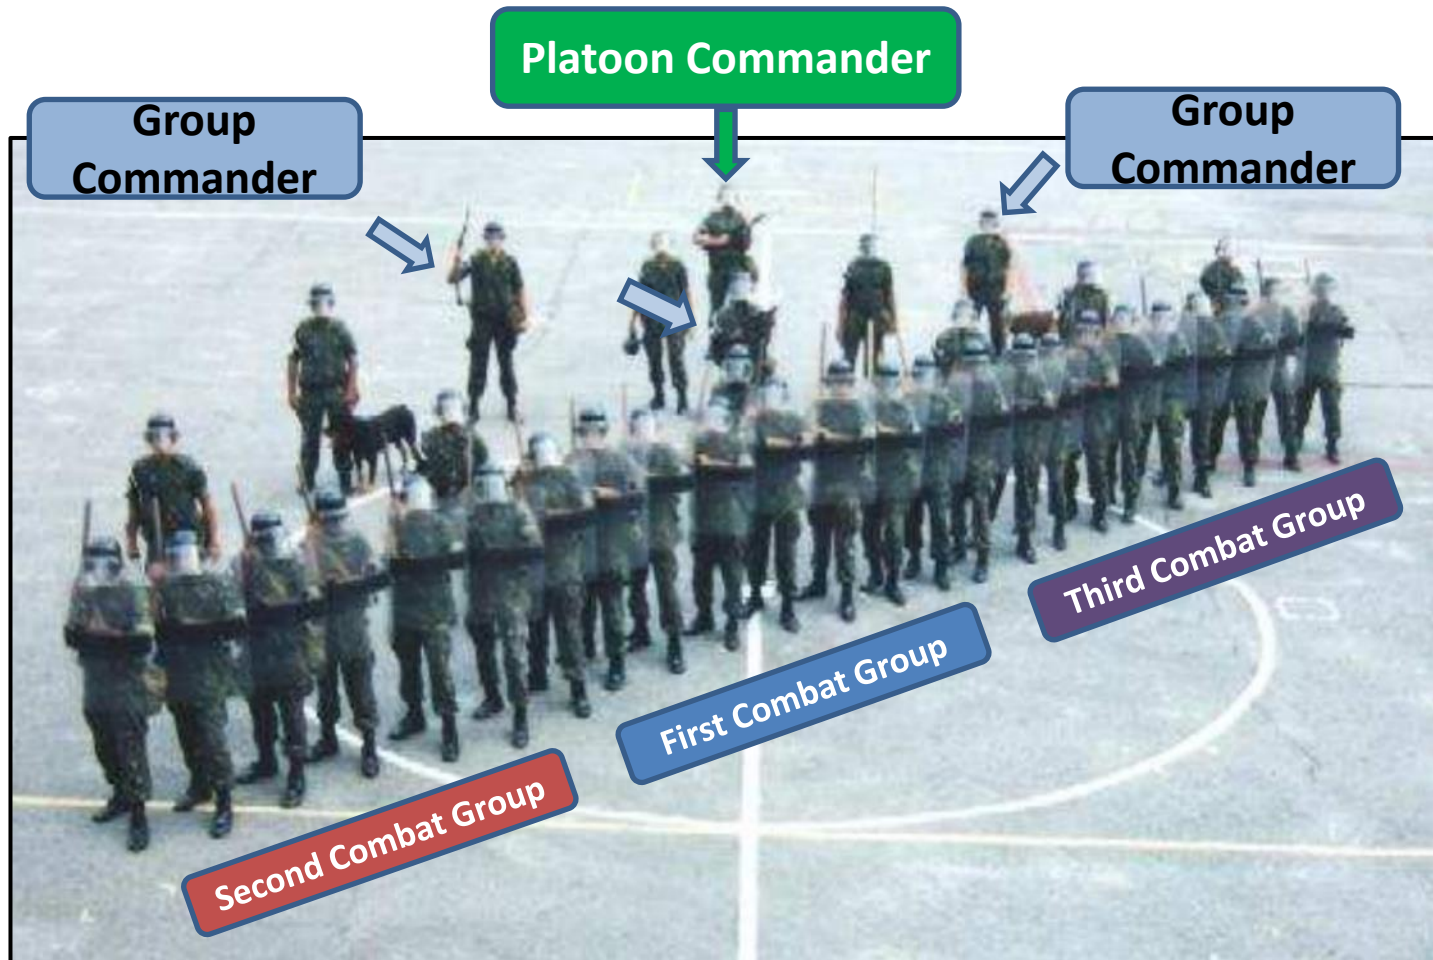 Platoon Commander
Group
Commander
Group
Commander
Third Combat Group
First Combat Group
Second Combat Group